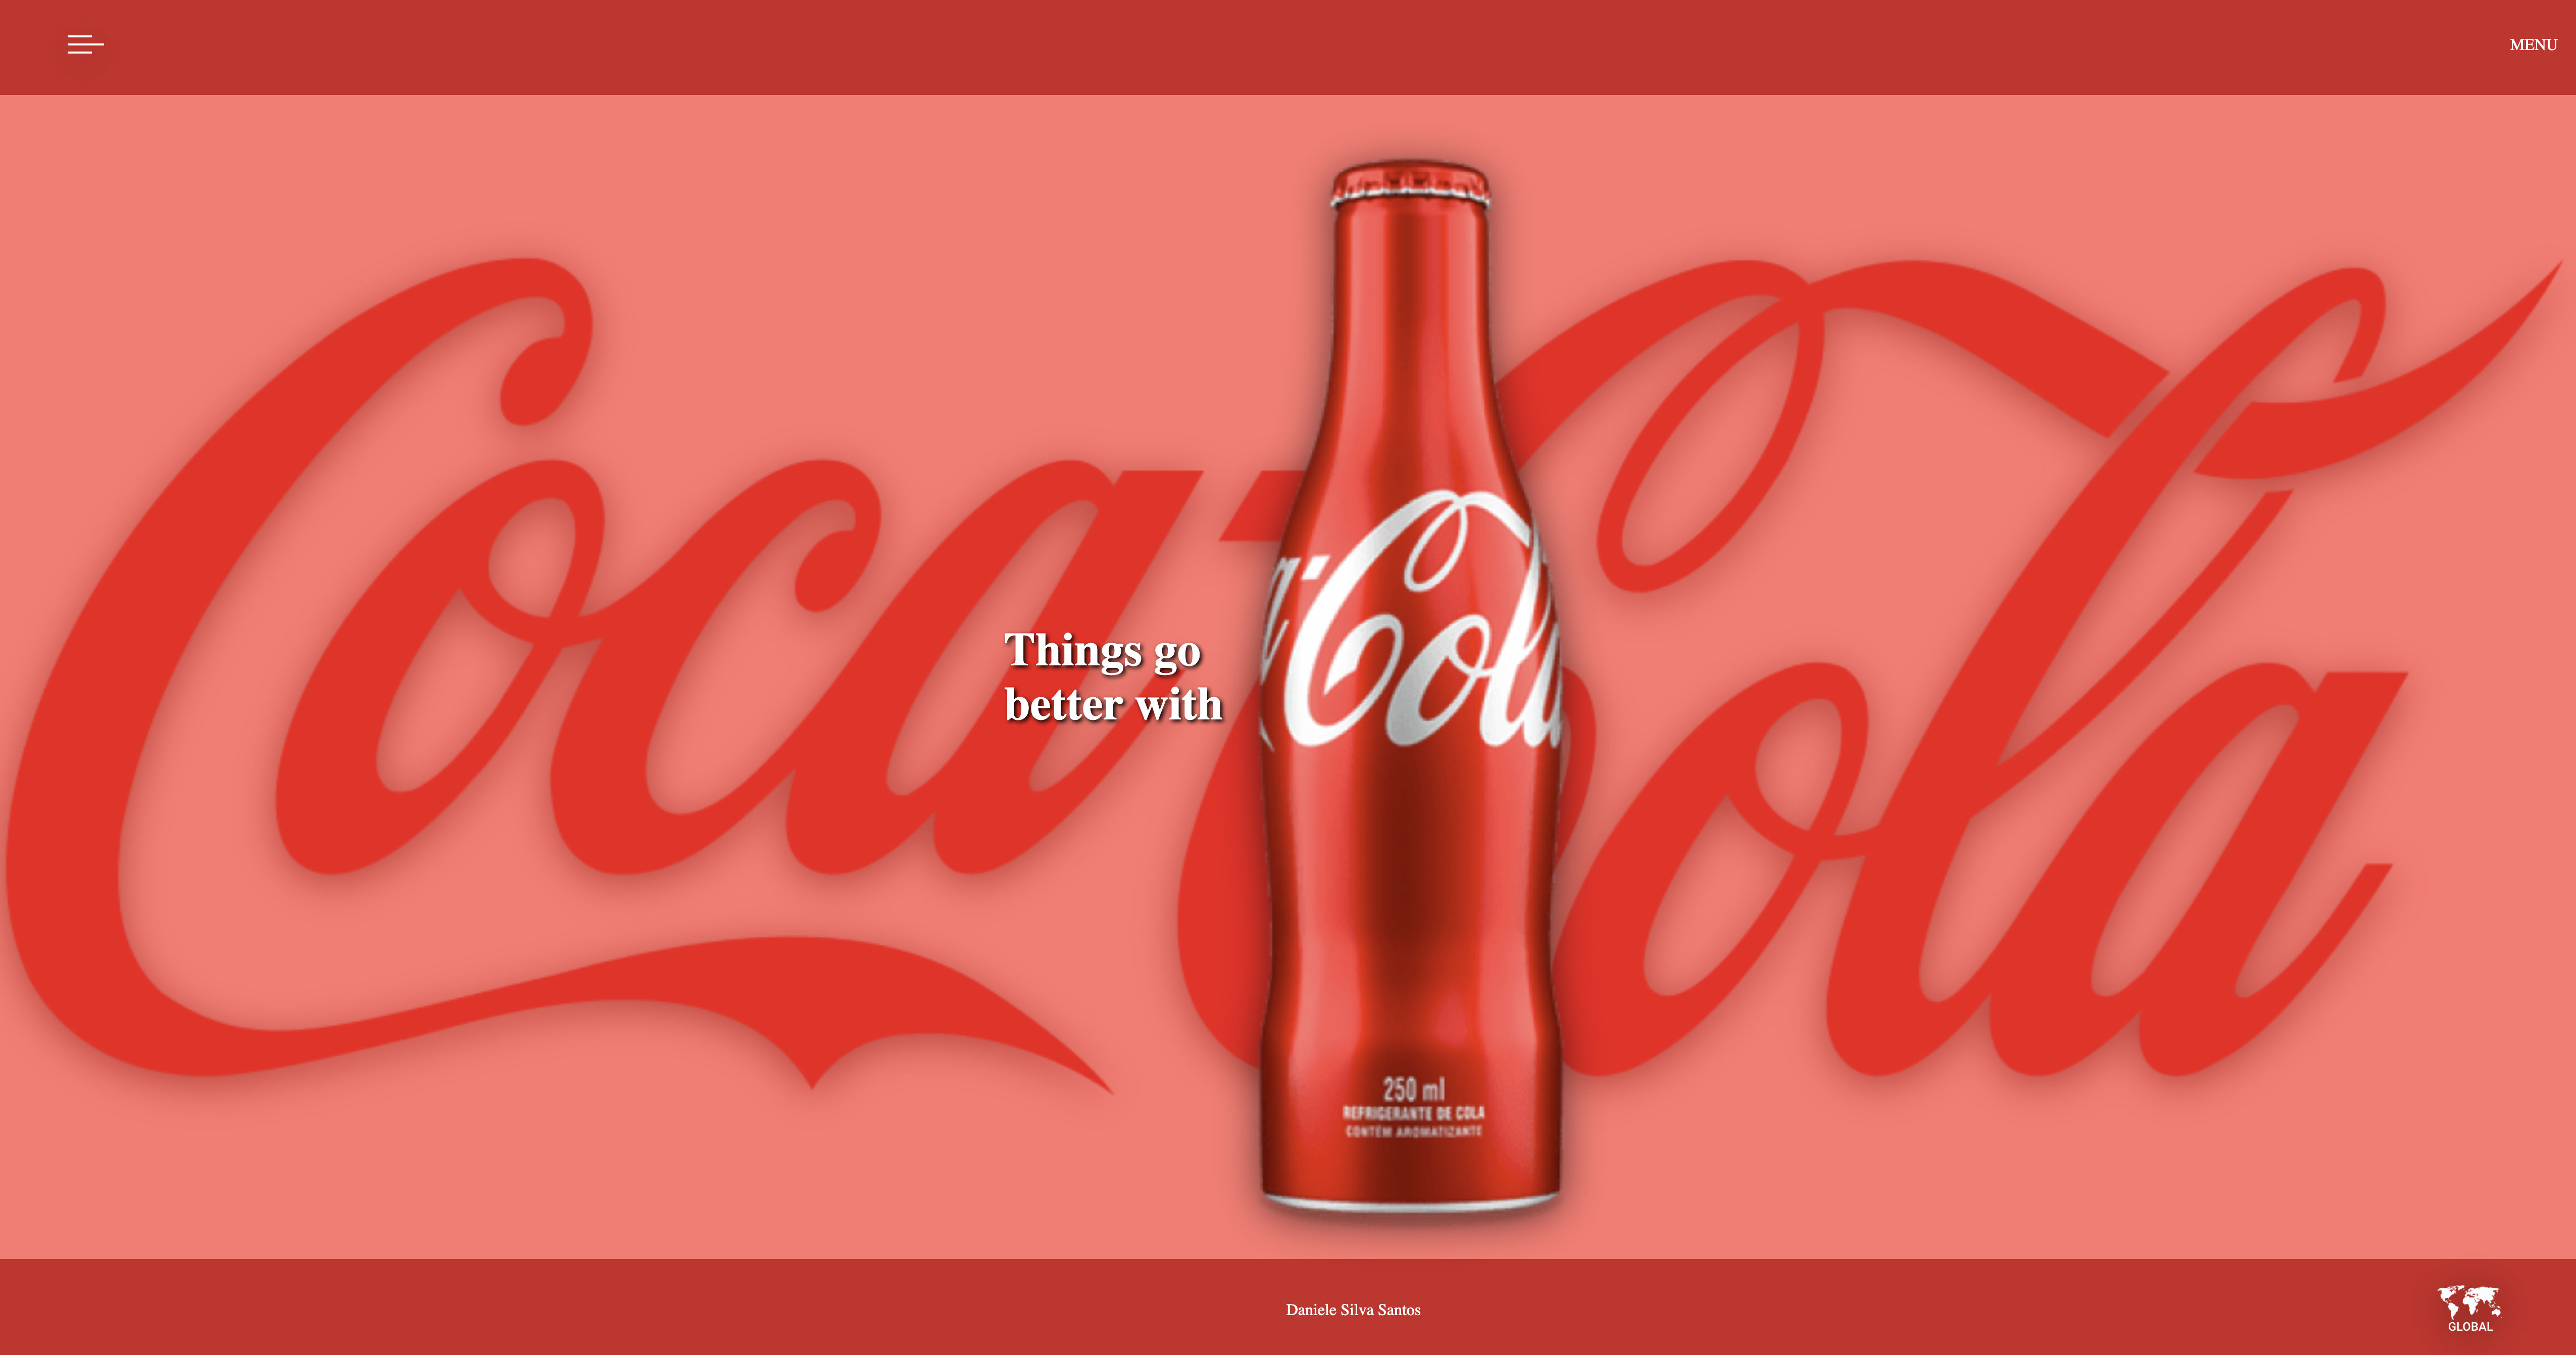 MENU
Coca-Cola
Things go
better with
a-Cola
250 ml
REFRIGERANTE DE COLA
CONTÉM AROMATIZANTE
Daniele Silva Santos
GLOBAL